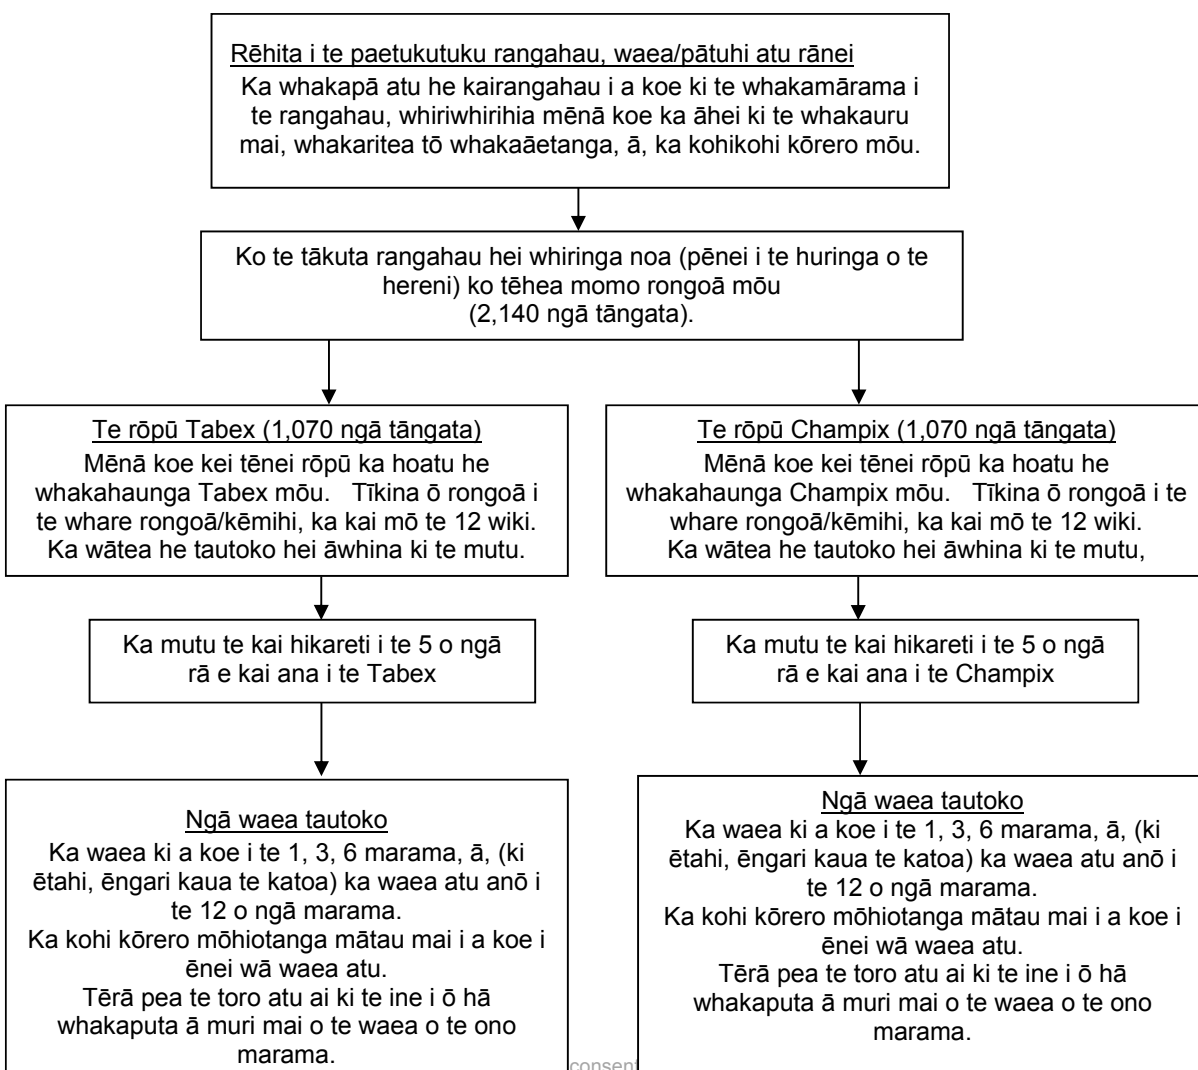 Rēhita i te paetukutuku rangahau, waea/pātuhi atu rānei
Ka whakapā atu he kairangahau i a koe ki te whakamārama i
te rangahau, whiriwhirihia mēnā koe ka āhei ki te whakauru
mai, whakaritea tō whakaāetanga, ā, ka kohikohi kōrero mōu.
Ko te tākuta rangahau hei whiringa noa (pēnei i te huringa o te
hereni) ko tēhea momo rongoā mōu
(2,140 ngā tāngata).
Te rōpū Tabex (1,070 ngā tāngata)
Mēnā koe kei tēnei rōpū ka hoatu he
whakahaunga Tabex mōu. Tīkina ō rongoā i
te whare rongoā/kēmihi, ka kai mō te 12 wiki.
Ka wātea he tautoko hei āwhina ki te mutu.
Te rōpū Champix (1,070 ngā tāngata)
Mēnā koe kei tēnei rōpū ka hoatu he
whakahaunga Champix mōu. Tīkina ō rongoā i te
whare rongoā/kēmihi, ka kai mō te 12 wiki.
Ka wātea he tautoko hei āwhina ki te mutu,
Ka mutu te kai hikareti i te 5 o ngā
rā e kai ana i te Tabex
Ka mutu te kai hikareti i te 5 o ngā
rā e kai ana i te Champix
Ngā waea tautoko
Ka waea ki a koe i te 1, 3, 6 marama, ā, (ki
ētahi, ēngari kaua te katoa) ka waea atu anō i
te 12 o ngā marama.
Ka kohi kōrero mōhiotanga mātau mai i a koe i
ēnei wā waea atu.
Tērā pea te toro atu ai ki te ine i ō hā
whakaputa ā muri mai o te waea o te ono
marama.
Ngā waea tautoko
Ka waea ki a koe i te 1, 3, 6 marama, ā, (ki
ētahi, ēngari kaua te katoa) ka waea atu anō i
te 12 o ngā marama.
Ka kohi kōrero mōhiotanga mātau mai i a koe i
ēnei wā waea atu.
Tērā pea te toro atu ai ki te ine i ō hā
whakaputa ā muri mai o te waea o te ono
marama.
consent